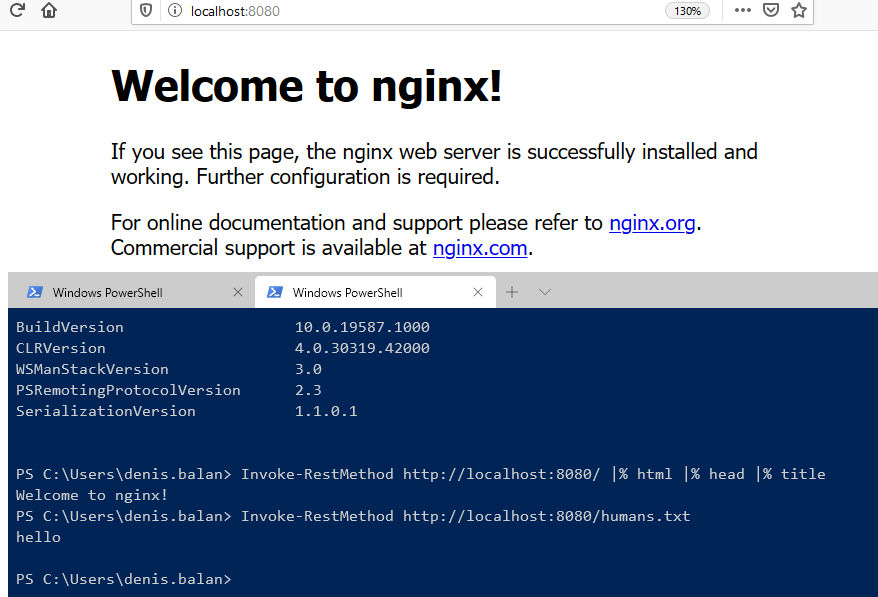 localhost:8080
130%
Welcome to nginx!
If you see this page, the nginx web server is successfully installed and
working. Further configuration is required.
For online documentation and support please refer to nginx.org.
Commercial support is available at nginx.com.
Windows PowerShell
Windows PowerShell
BuildVersion 10.0.19587.1000
CLRVersion 4.0.30319.42000
WSManStackVersion 3.0
PSRemotingProtocolVersion 2.3
SerializationVersion 1.1.0.1
PS C:\Users\denis.balan> Invoke-RestMethod http://localhost:8080/ |% html |% head |% title
Welcome to nginx!
PS C:\Users\denis.balan> Invoke-RestMethod http://localhost:8080/humans.txt
hello
PS C:\Users\denis.balan>